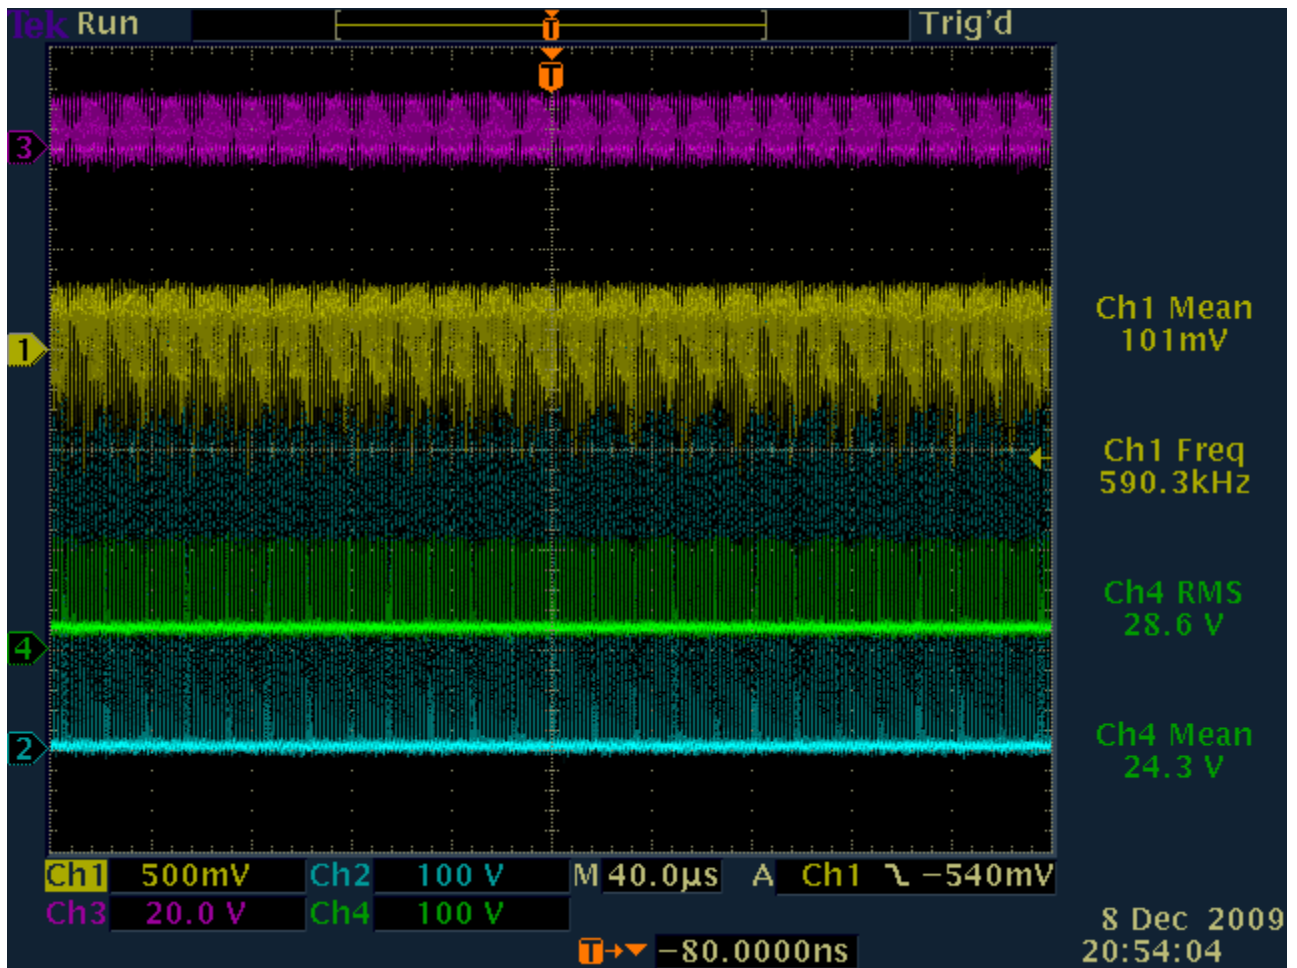 Tek Run Trig'd
T
T
3
1
4
2
Ch1 Mean
101mV
Ch1 Freq
590.3kHz
Ch4 RMS
28.6 V
Ch4 Mean
24.3 V
Ch1 500mV Ch2 100 V M 40.0µs A Ch1 −540mV
Ch3 20.0 V Ch4 100 V
T −80.0000ns
8 Dec 2009
20:54:04